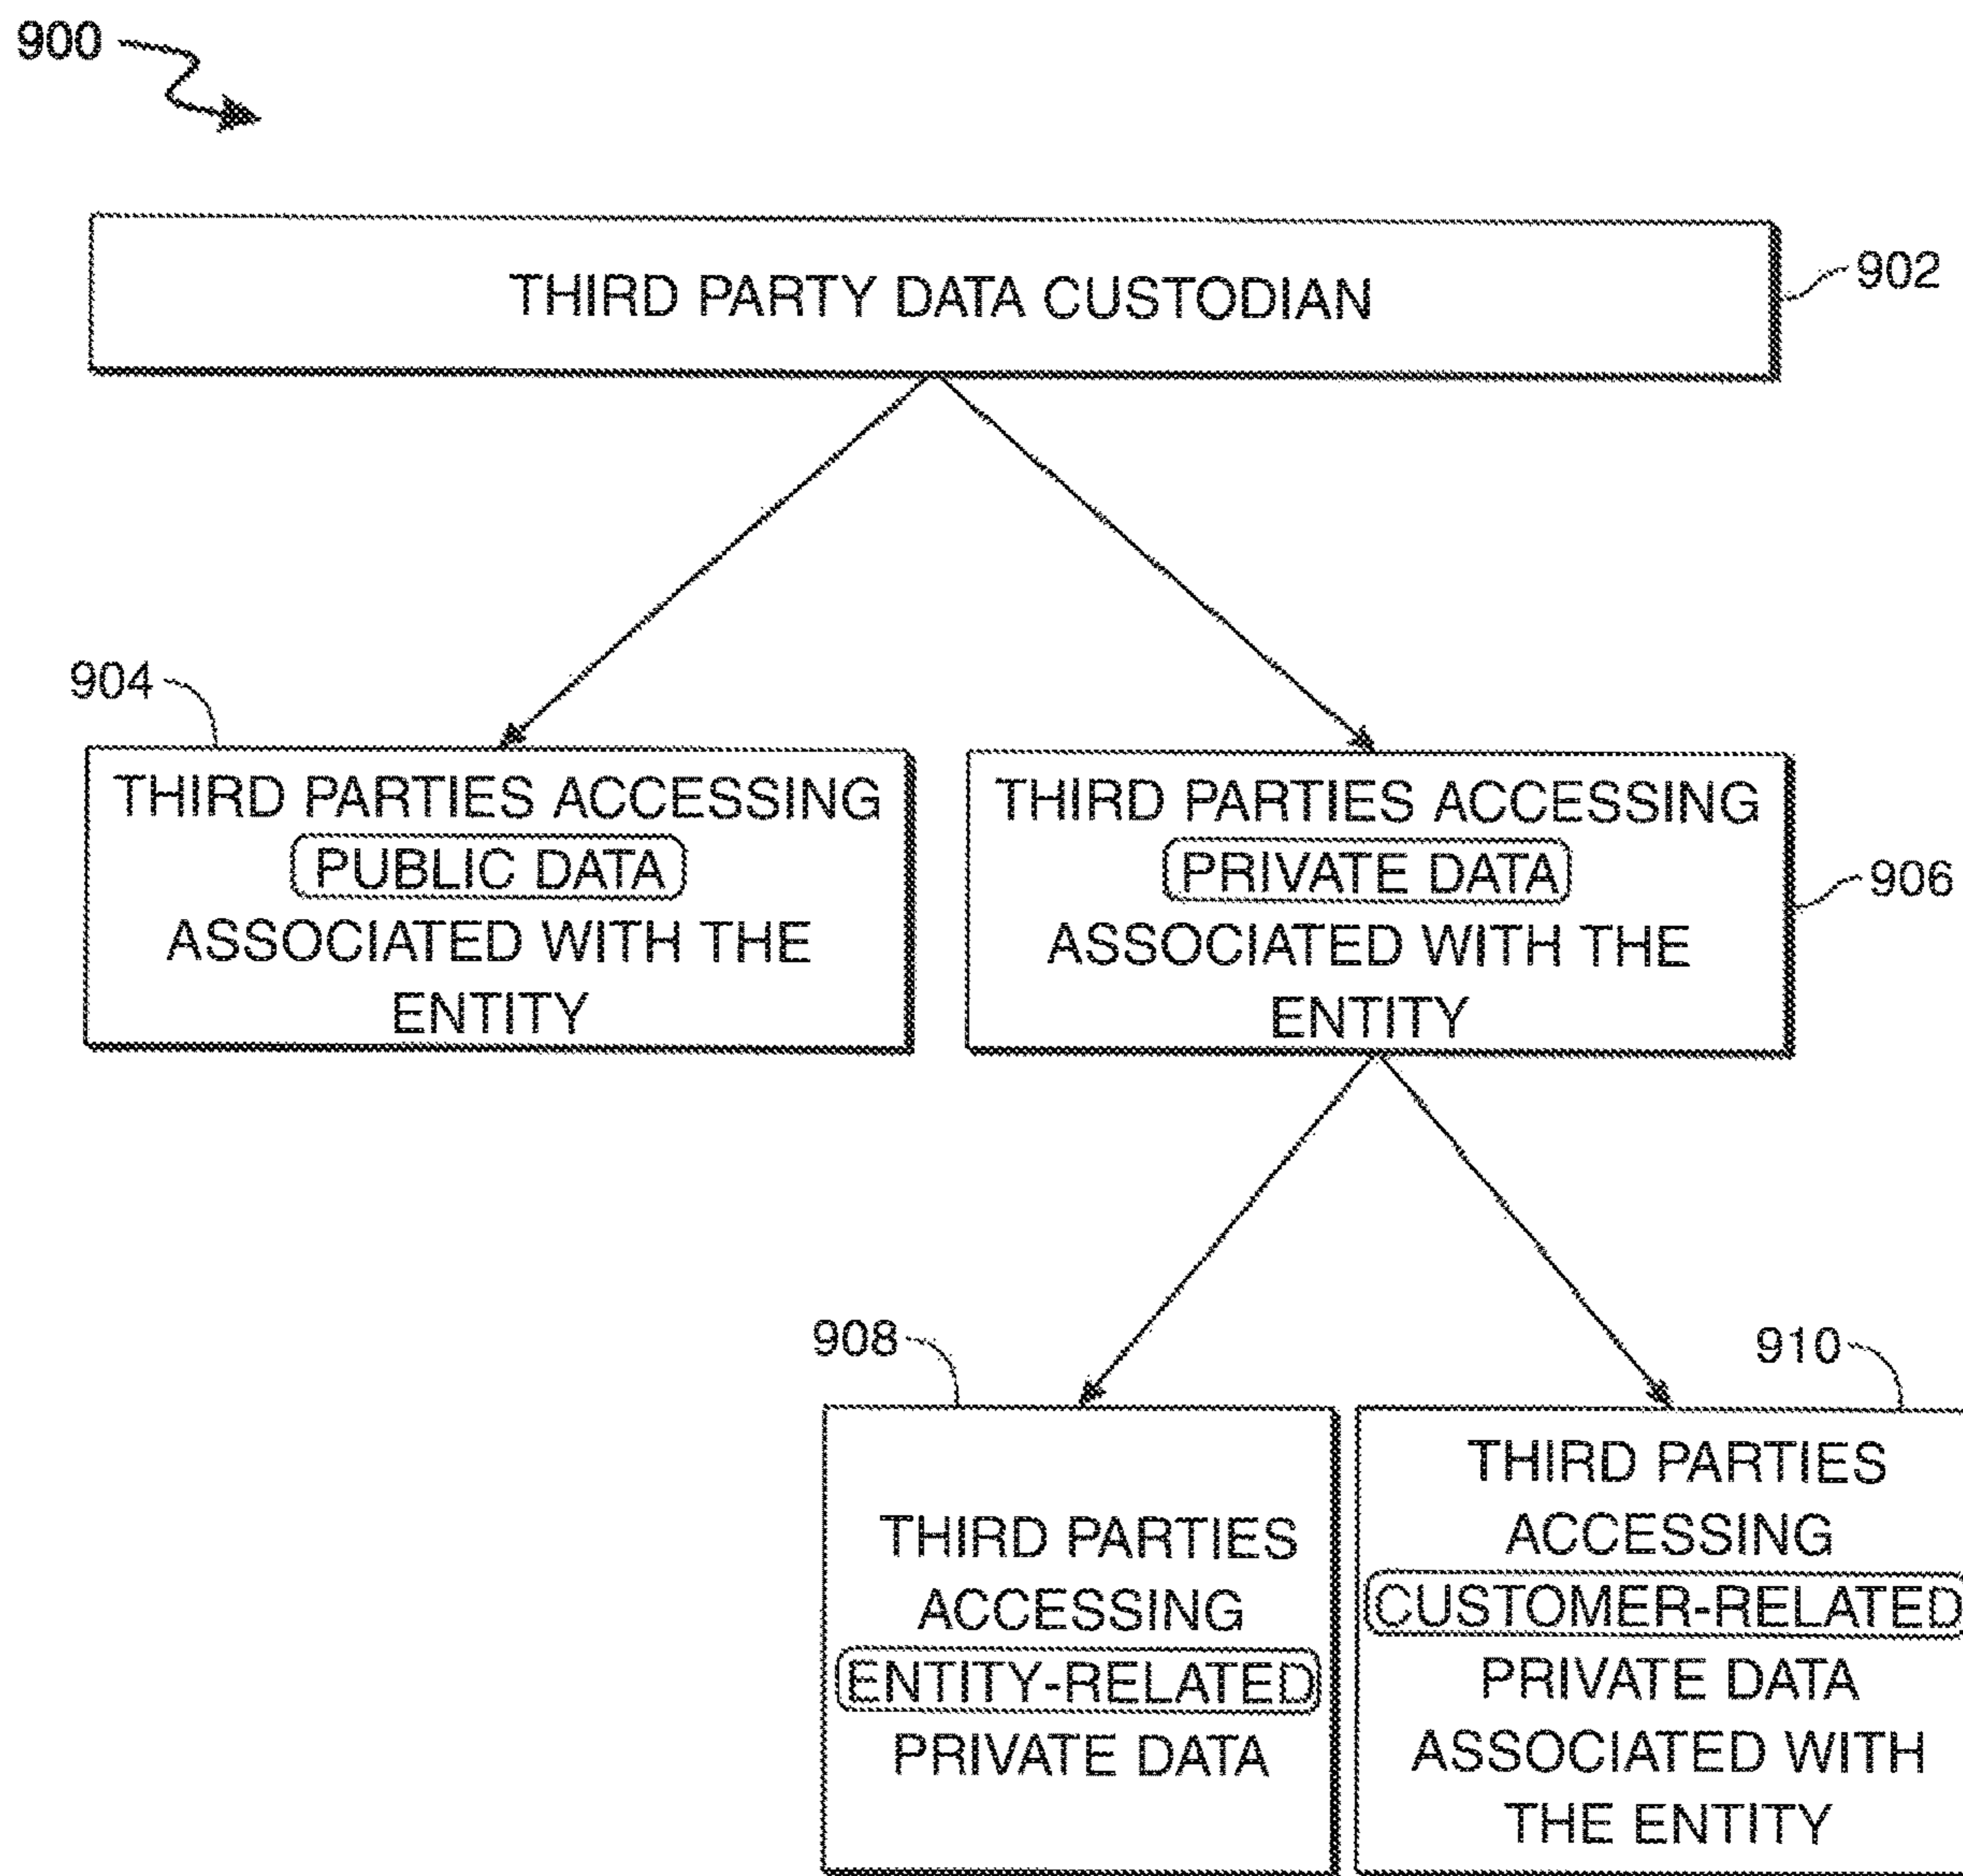 900
THIRD PARTY DATA CUSTODIAN
902
904
THIRD PARTIES ACCESSING
PUBLIC DATA
ASSOCIATED WITH THE
ENTITY
THIRD PARTIES ACCESSING
PRIVATE DATA
ASSOCIATED WITH THE
ENTITY
906
908
THIRD PARTIES
ACCESSING
ENTITY-RELATED
PRIVATE DATA
910
THIRD PARTIES
ACCESSING
CUSTOMER-RELATED
PRIVATE DATA
ASSOCIATED WITH
THE ENTITY